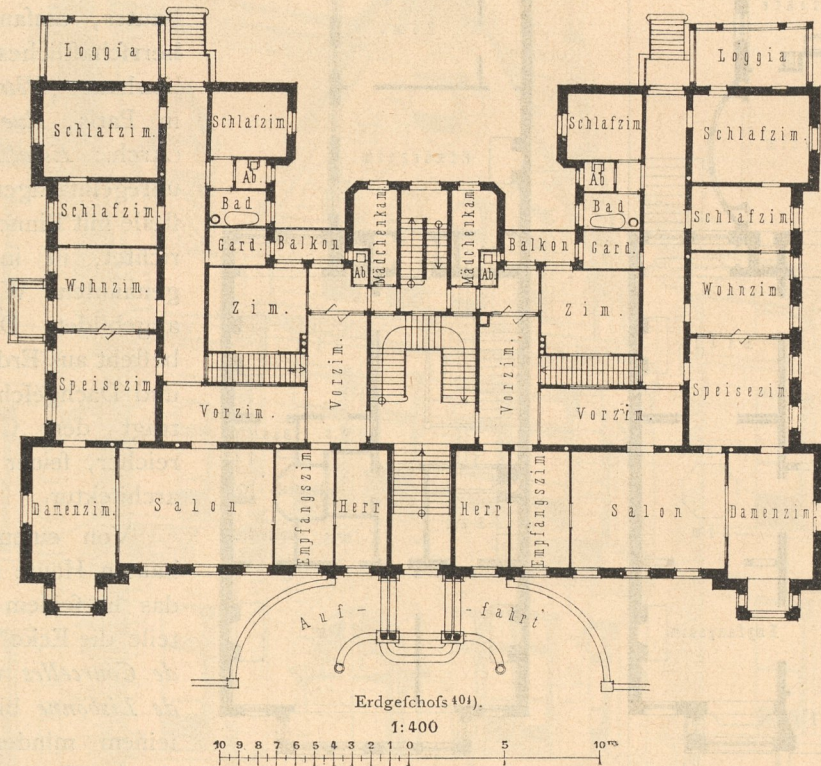 Loggia Loggia
Schlafzim. Schlafzim. Schlafzim. Schlafzim.
Ab. Ab
Schlafzim. Bad Mädchenkam. Mädchenkam. Bad Schlafzim.
Gard. Balkon Balkon Gard.
Ab. Ab.
Wohnzim. Wohnzim.
Zim. Zim.
Speisezim. Vorzim. Vorzim. Speisezim.
Vorzim. Vorzim
Damenzim. Salon Empfangszim. Herr Herr Empfangszim. Salon Damenzim.
Auf- -fahrt
Erdgeſchoſs 401).
1:400
10 9 8 7 6 5 4 3 2 1 0 5 10 m